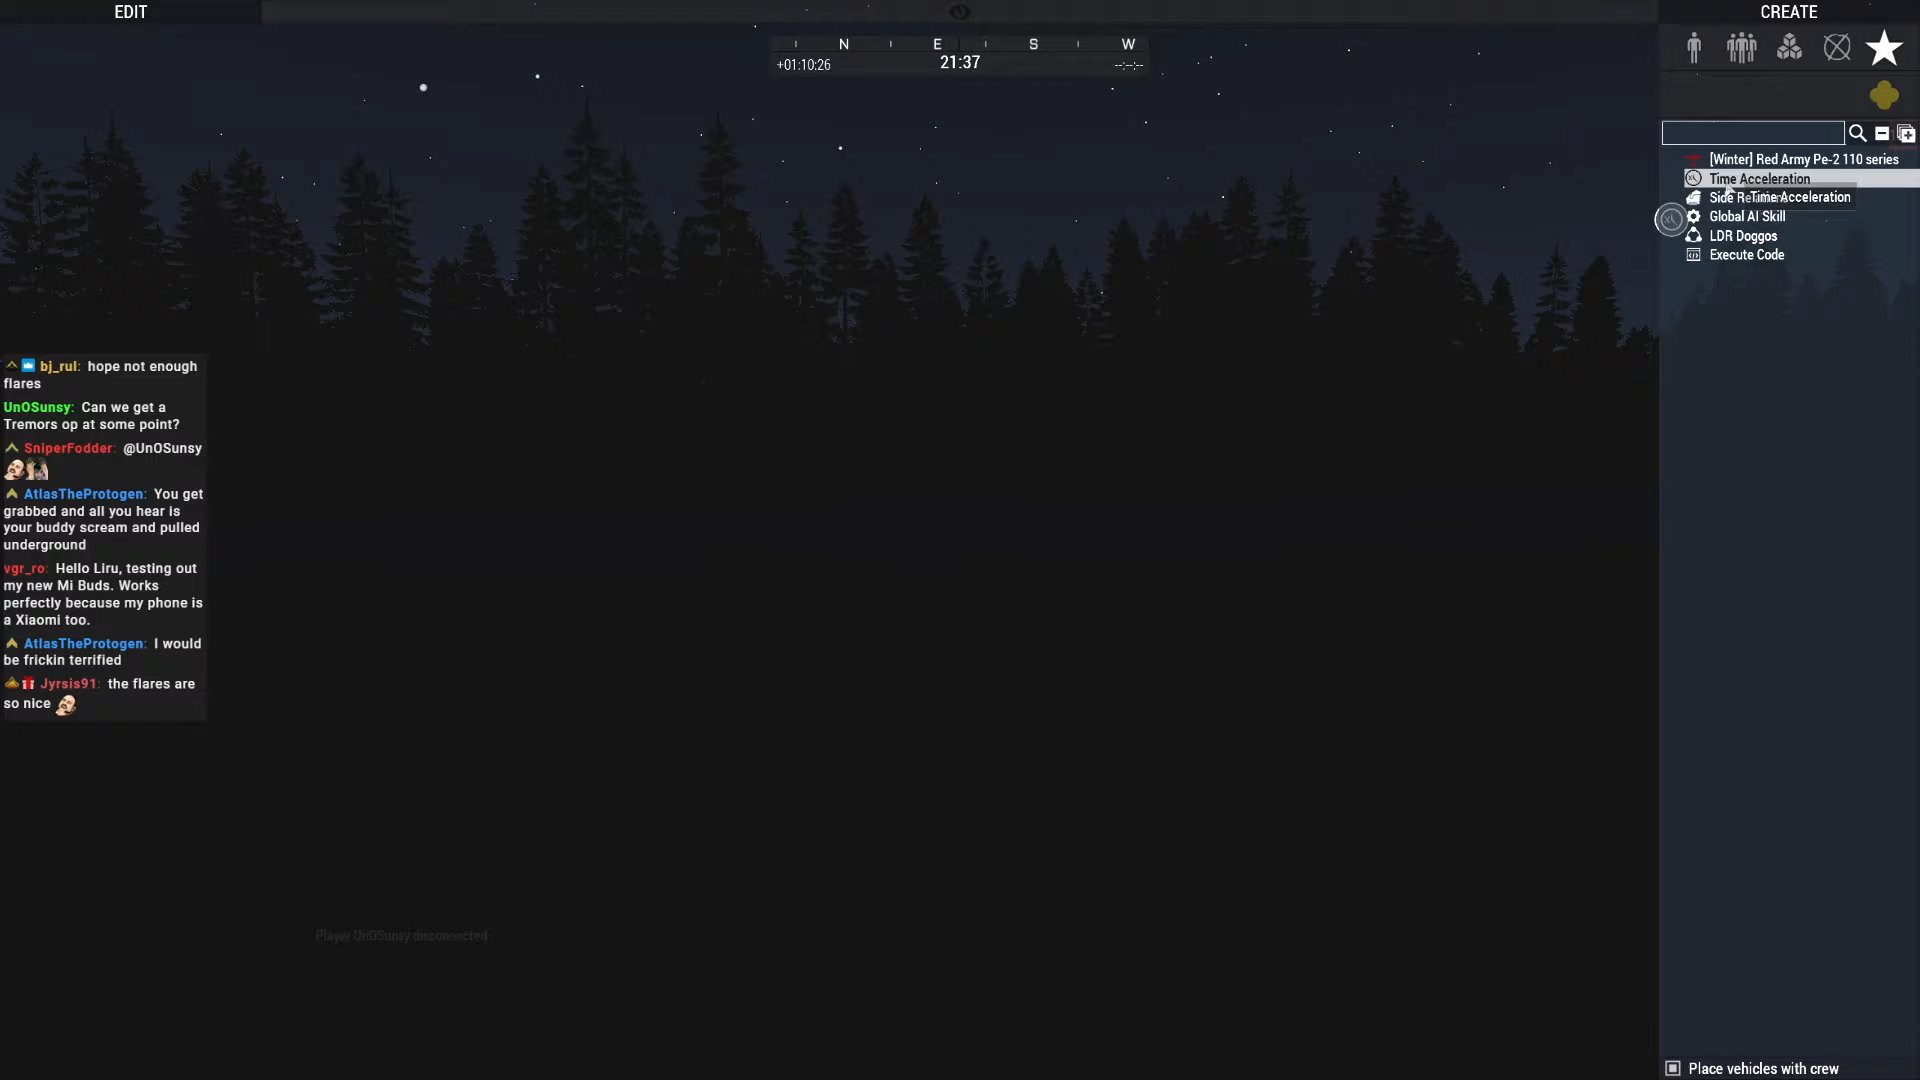 EDIT
CREATE
N E S W
+01:10:26 21:37 --:--:--
[Winter] Red Army Pe-2 110 series
Time Acceleration
Side Re
Time Acceleration
Global AI Skill
LDR Doggos
Execute Code
bj_rul: hope not enough
flares
UnOSunsy: Can we get a
Tremors op at some point?
SniperFodder: @UnOSunsy
AtlasTheProtogen: You get
grabbed and all you hear is
your buddy scream and pulled
underground
vgr_ro: Hello Liru, testing out
my new Mi Buds. Works
perfectly because my phone is
a Xiaomi too.
AtlasTheProtogen: I would
be frickin terrified
Jyrsis91: the flares are
so nice
Player UnOSunsy disconnected
Place vehicles with crew